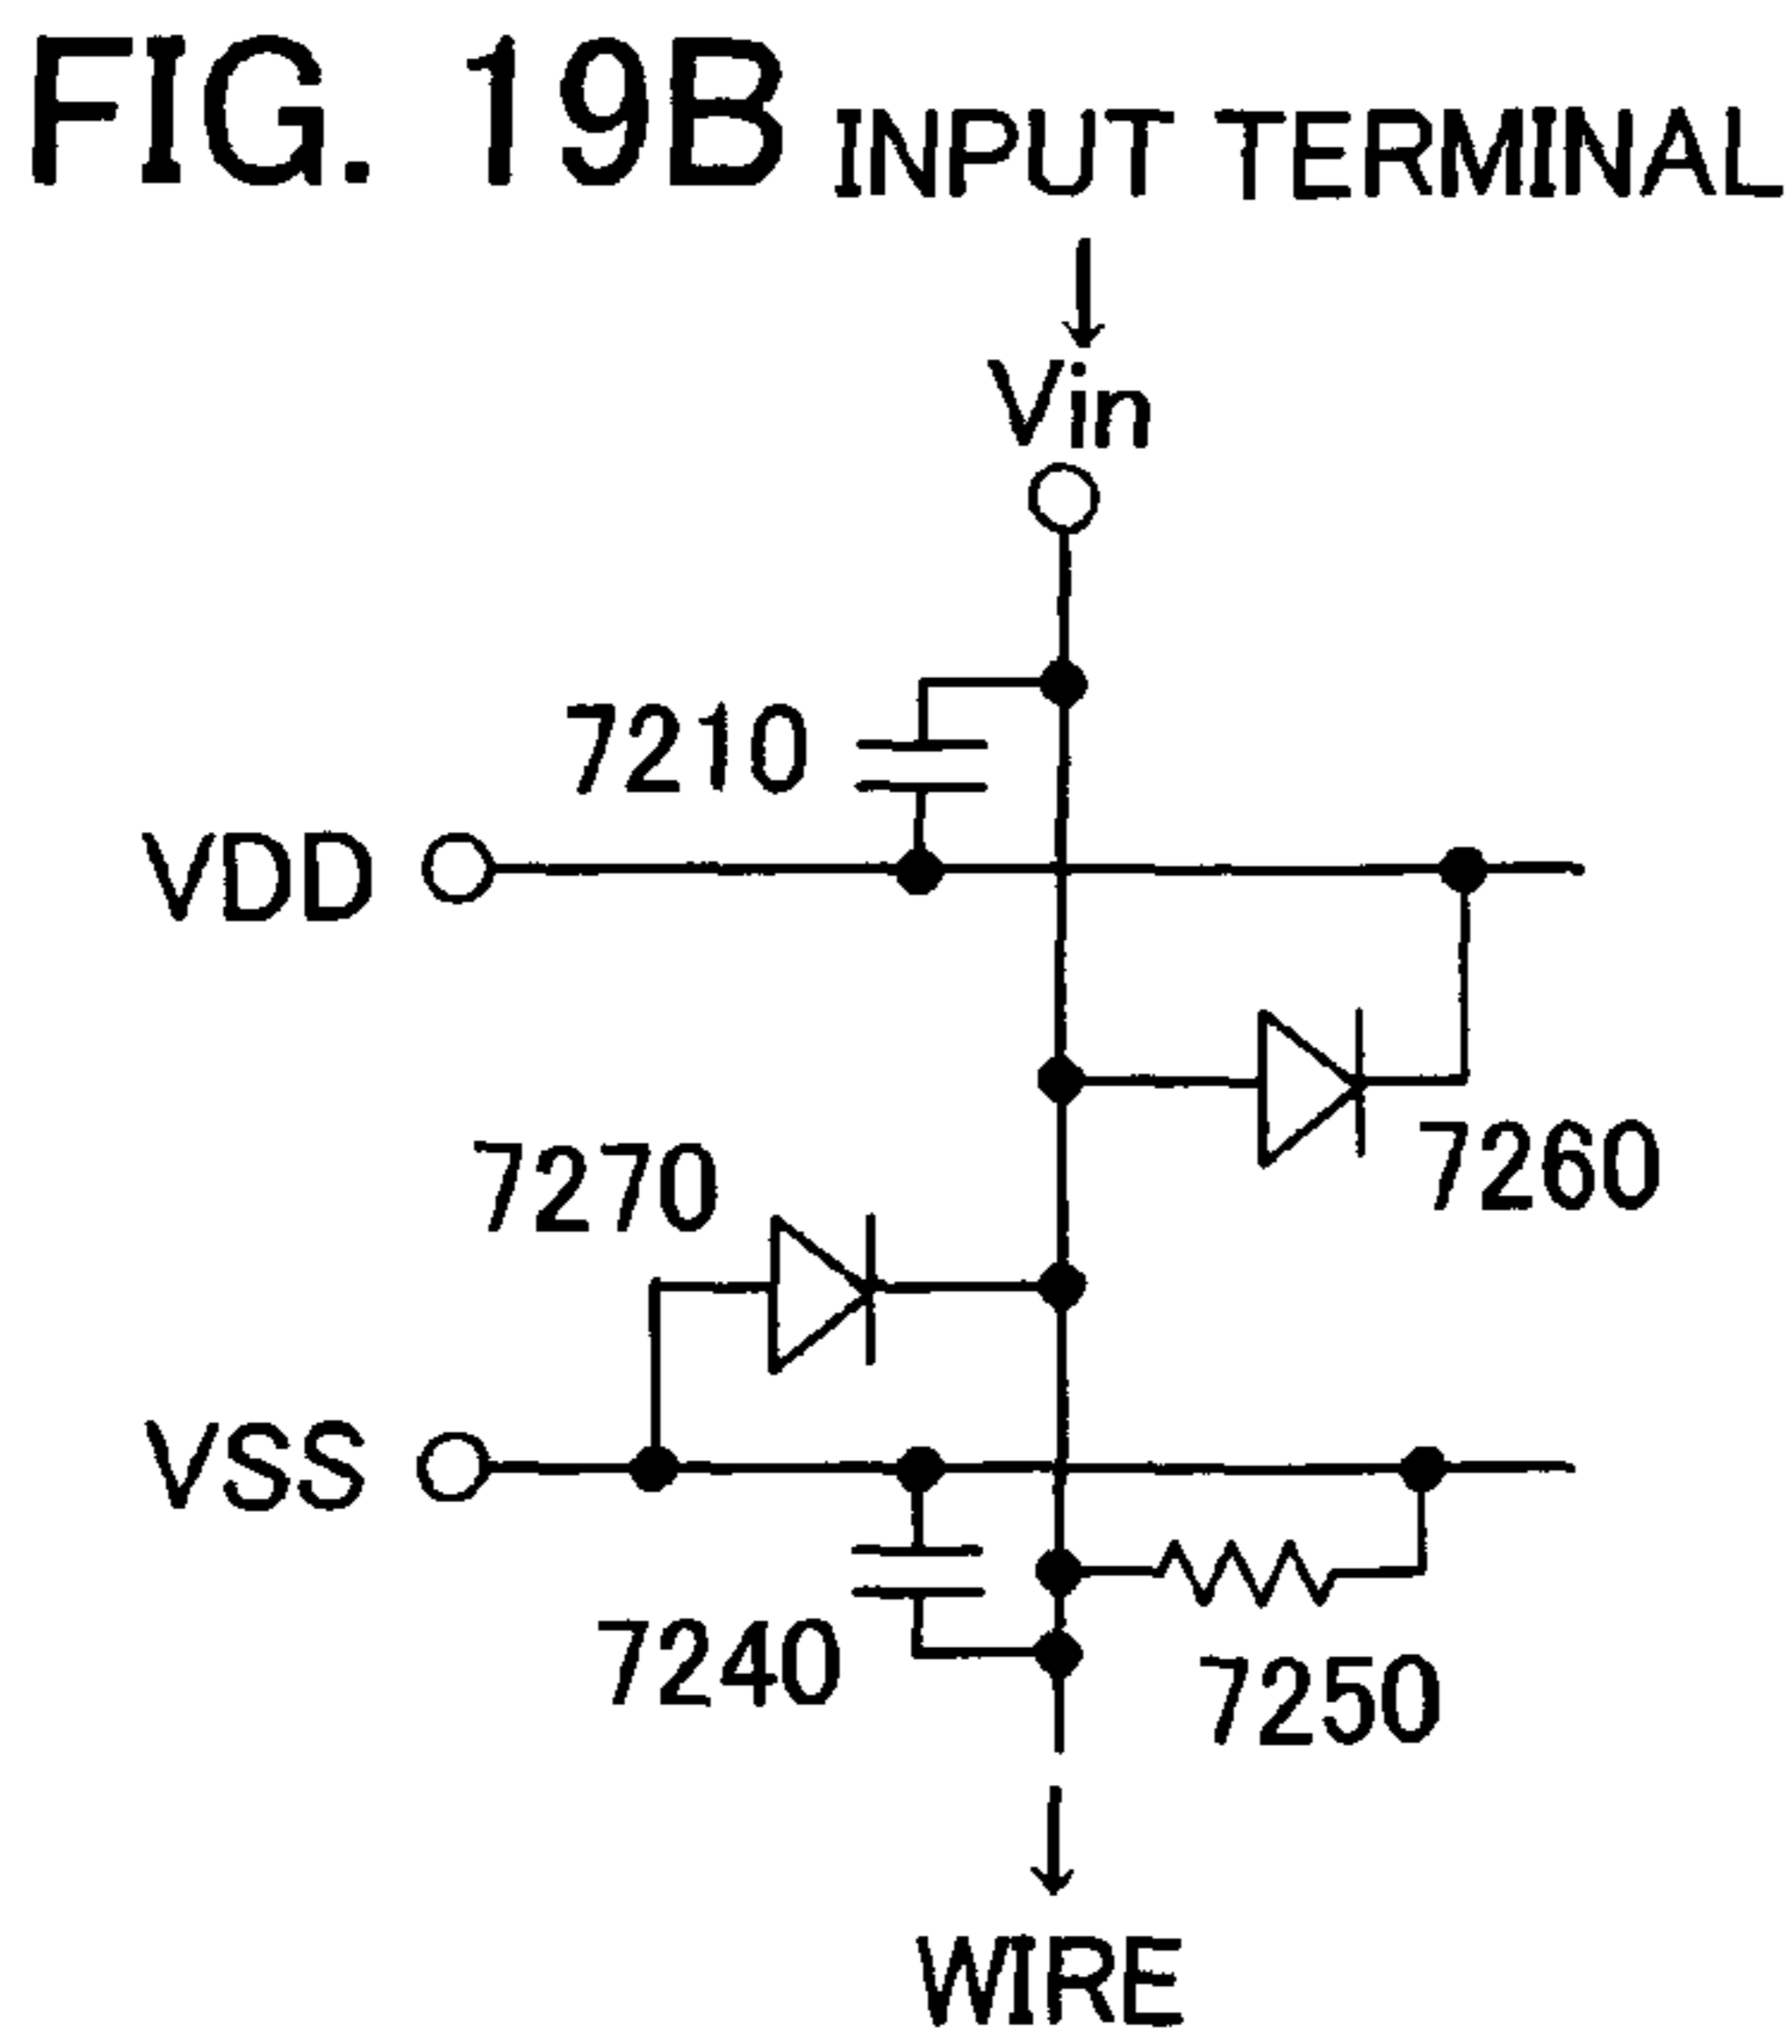 FIG. 19B
INPUT TERMINAL
Vin
7210
VDD
7260
7270
VSS
7240
7250
WIRE